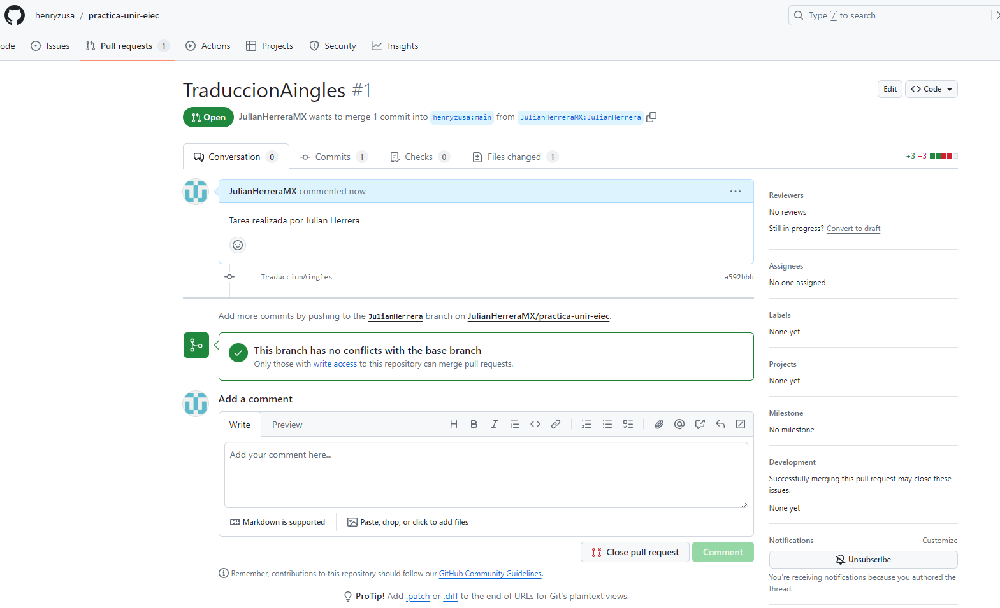 henryzusa / practica-unir-eiec
Type / to search
ode Issues Pull requests 1 Actions Projects Security Insights
TraduccionAingles #1
Edit <> Code
Open JulianHerreraMX wants to merge 1 commit into henryzusa:main from JulianHerreraMX:JulianHerrera
Conversation 0 Commits 1 Checks 0 Files changed 1
+3 −3
JulianHerreraMX commented now
Tarea realizada por Julian Herrera
TraduccionAingles a592bbb
Add more commits by pushing to the JulianHerrera branch on JulianHerreraMX/practica-unir-eiec.
This branch has no conflicts with the base branch
Only those with write access to this repository can merge pull requests.
Add a comment
Write Preview
Add your comment here...
Markdown is supported Paste, drop, or click to add files
Close pull request Comment
Remember, contributions to this repository should follow our GitHub Community Guidelines.
ProTip! Add .patch or .diff to the end of URLs for Git's plaintext views.
Reviewers
No reviews
Still in progress? Convert to draft
Assignees
No one assigned
Labels
None yet
Projects
None yet
Milestone
No milestone
Development
Successfully merging this pull request may close these
issues.
None yet
Notifications Customize
Unsubscribe
You're receiving notifications because you authored the
thread.